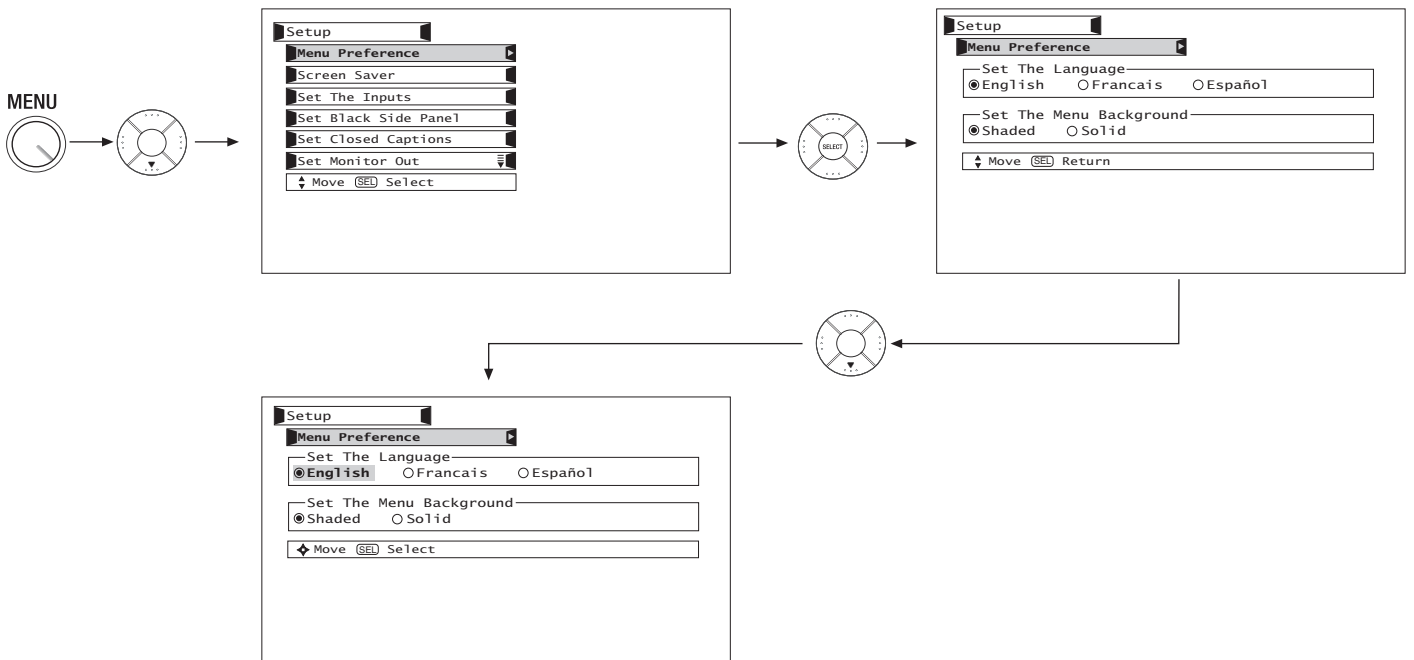 MENU
Setup
Menu Preference
Screen Saver
Set The Inputs
Set Black Side Panel
Set Closed Captions
Set Monitor Out
Move SEL Select
SELECT
Setup
Menu Preference
Set The Language
English Francais Español
Set The Menu Background
Shaded Solid
Move SEL Return
Setup
Menu Preference
Set The Language
English Francais Español
Set The Menu Background
Shaded Solid
Move SEL Select